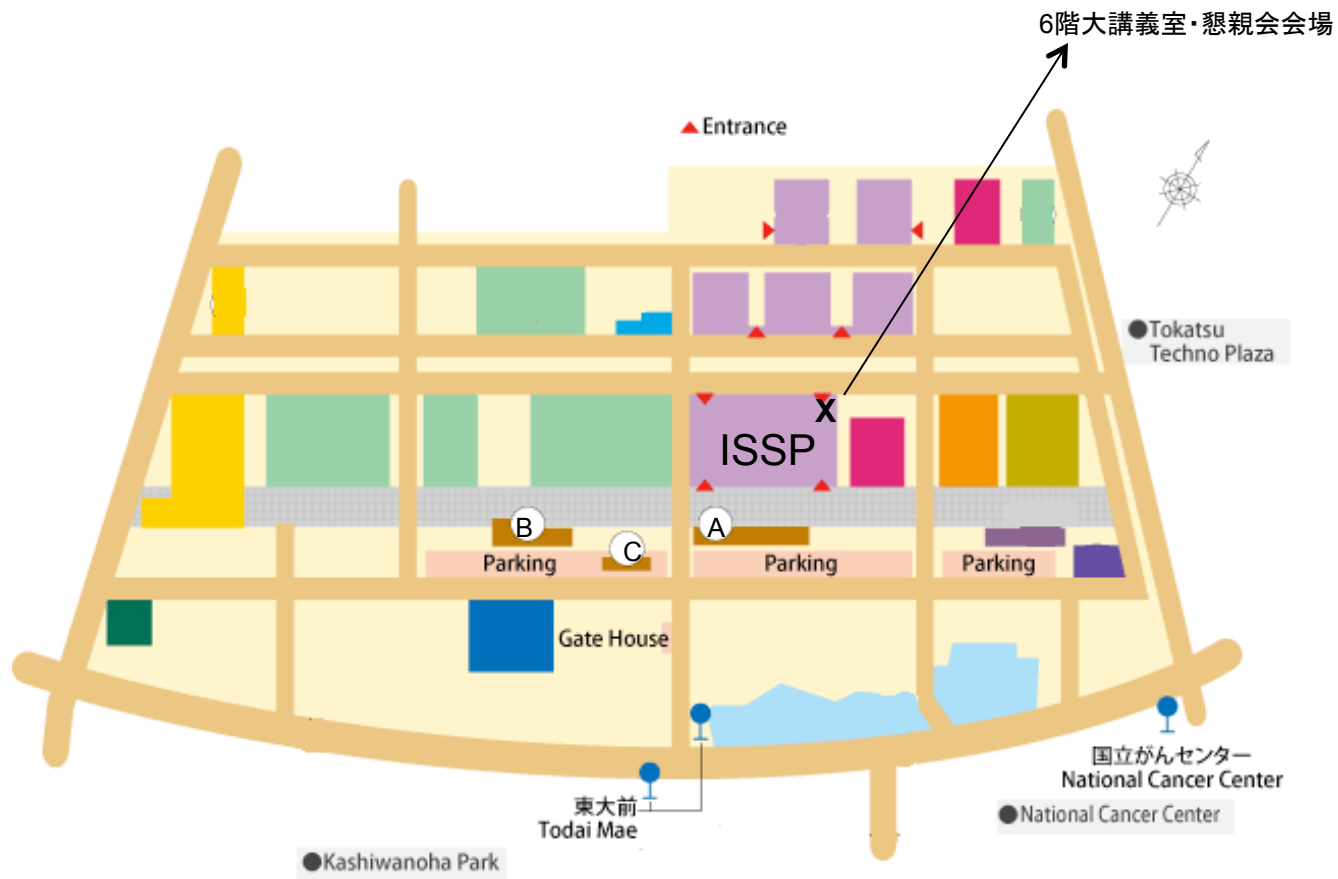 6階大講義室・懇親会会場
▲Entrance
●Tokatsu
Techno Plaza
X
ISSP
B
A
C
Parking
Parking
Parking
Gate House
国立がんセンター
National Cancer Center
東大前
Todai Mae
●National Cancer Center
●Kashiwanoha Park